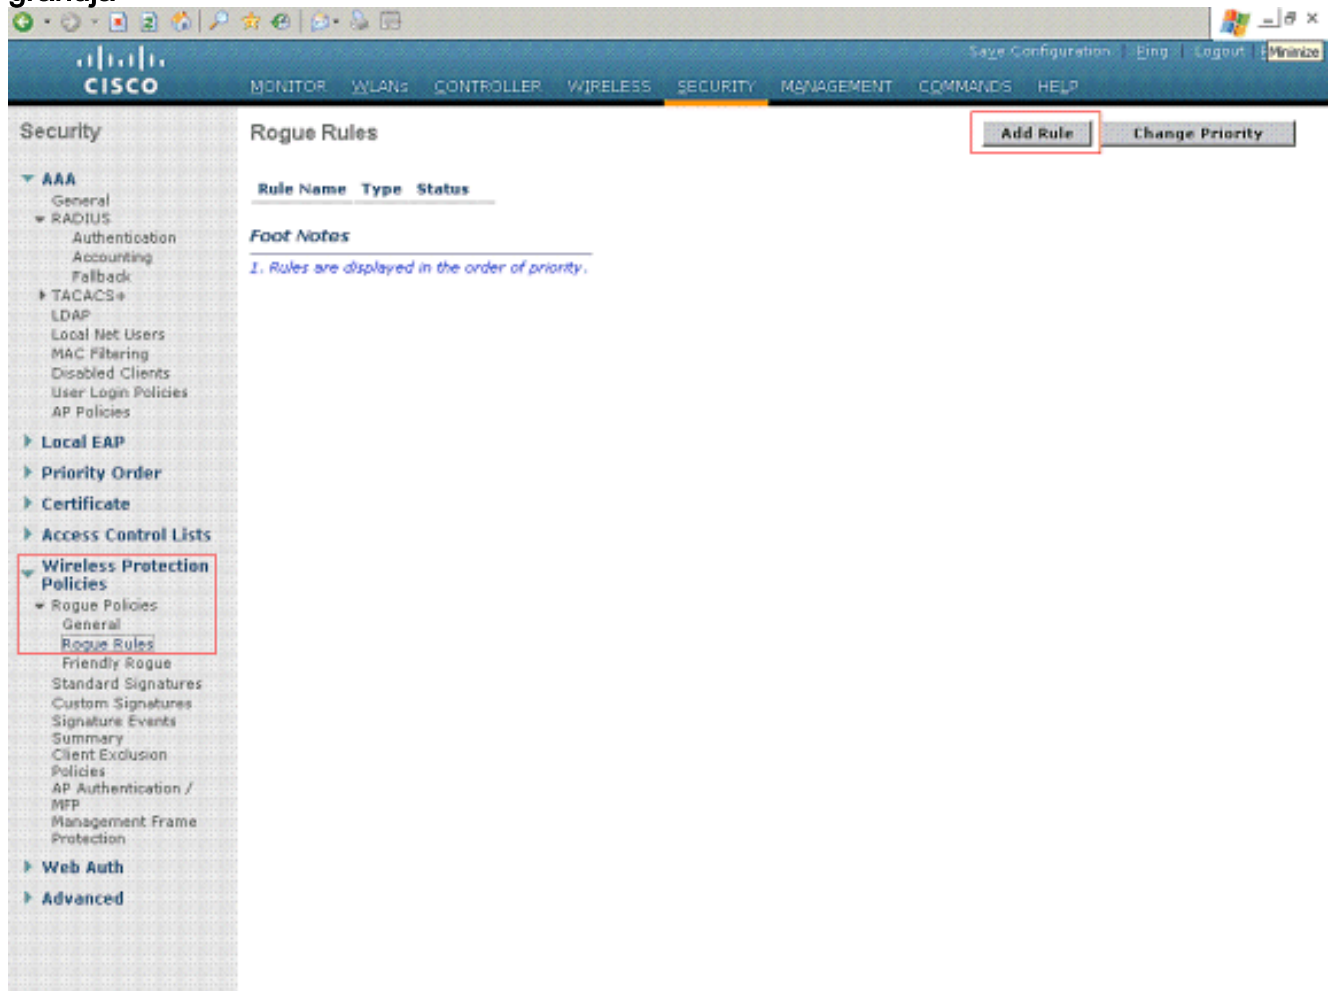 CISCO
Save Configuration | Ping | Logout |
Minimize
MONITOR WLANs CONTROLLER WIRELESS SECURITY MANAGEMENT COMMANDS HELP
Security
AAA
General
RADIUS
Authentication
Accounting
Fallback
TACACS+
LDAP
Local Net Users
MAC Filtering
Disabled Clients
User Login Policies
AP Policies
Local EAP
Priority Order
Certificate
Access Control Lists
Wireless Protection
Policies
Rogue Policies
General
Rogue Rules
Friendly Rogue
Standard Signatures
Custom Signatures
Signature Events
Summary
Client Exclusion
Policies
AP Authentication /
MFP
Management Frame
Protection
Web Auth
Advanced
Rogue Rules
Add Rule
Change Priority
Rule Name Type Status
Foot Notes
1. Rules are displayed in the order of priority.